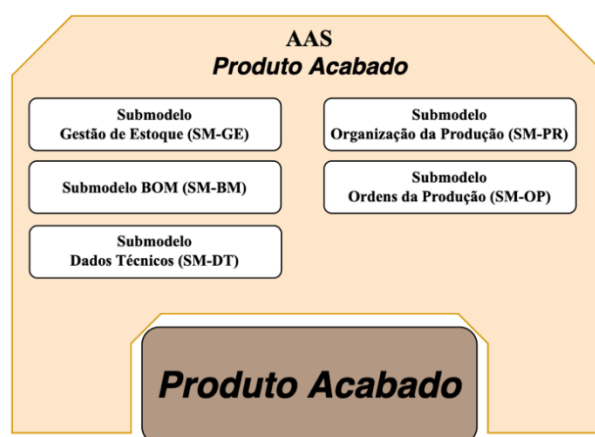 AAS
Produto Acabado
Submodelo
Gestão de Estoque (SM-GE)
Submodelo
Organização da Produção (SM-PR)
Submodelo BOM (SM-BM)
Submodelo
Ordens da Produção (SM-OP)
Submodelo
Dados Técnicos (SM-DT)
Produto Acabado